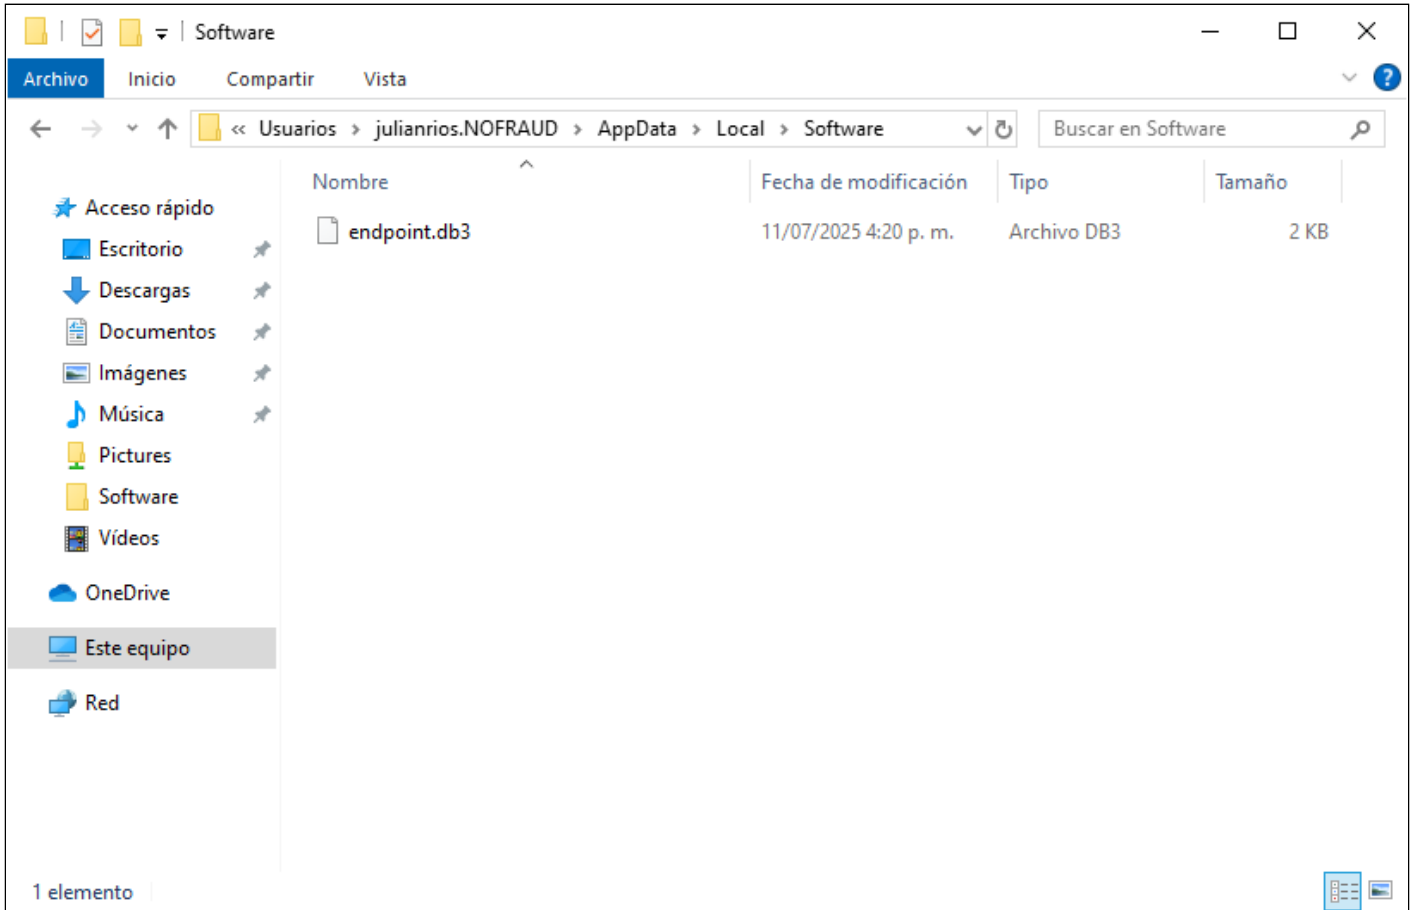 Software
Archivo Inicio Compartir Vista
« Usuarios > julianrios.NOFRAUD > AppData > Local > Software Buscar en Software
Nombre Fecha de modificación Tipo Tamaño
endpoint.db3 11/07/2025 4:20 p. m. Archivo DB3 2 KB
Acceso rápido
Escritorio
Descargas
Documentos
Imágenes
Música
Pictures
Software
Vídeos
OneDrive
Este equipo
Red
1 elemento